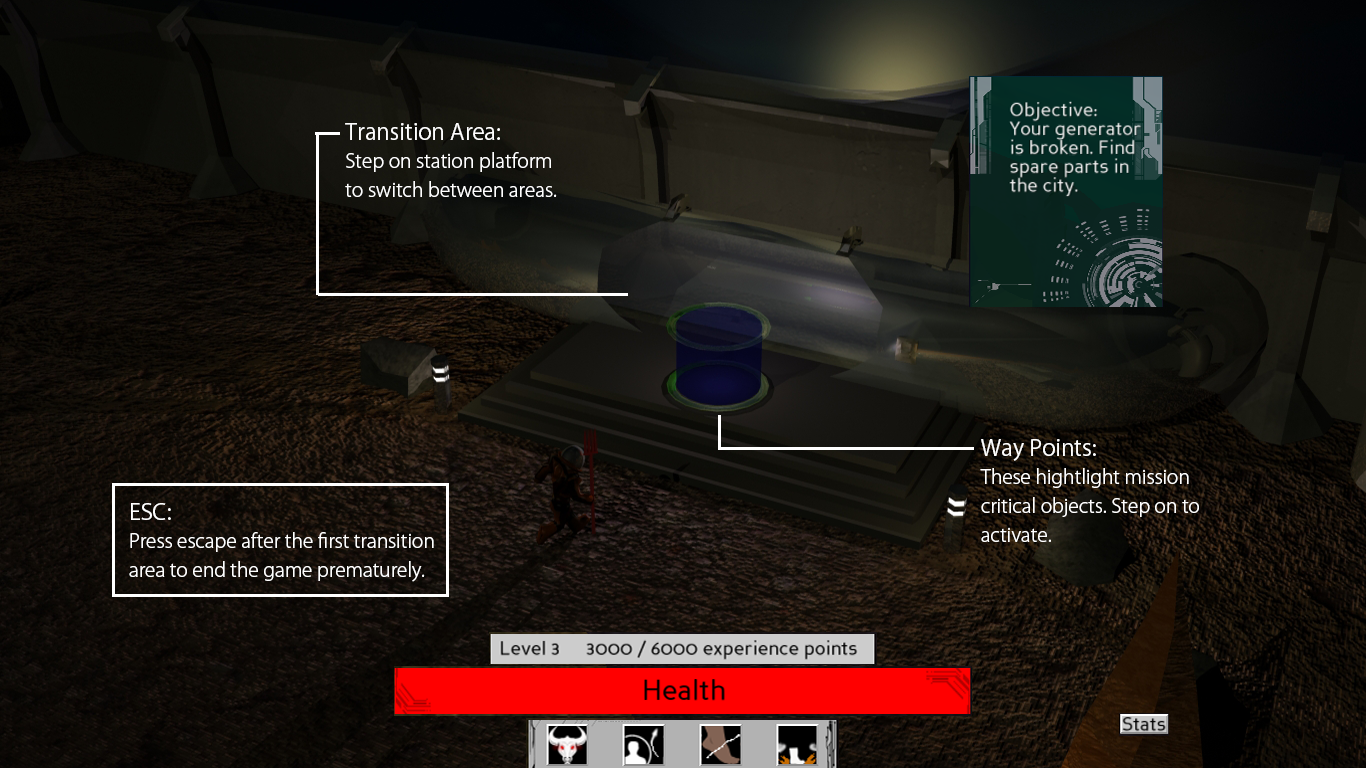 Transition Area:
Step on station platform
to switch between areas.
Objective:
Your generator
is broken. Find
spare parts in
the city.
Way Points:
These hightlight mission
critical objects. Step on to
activate.
ESC:
Press escape after the first transition
area to end the game prematurely.
Level 3 3000 / 6000 experience points
Health
Stats